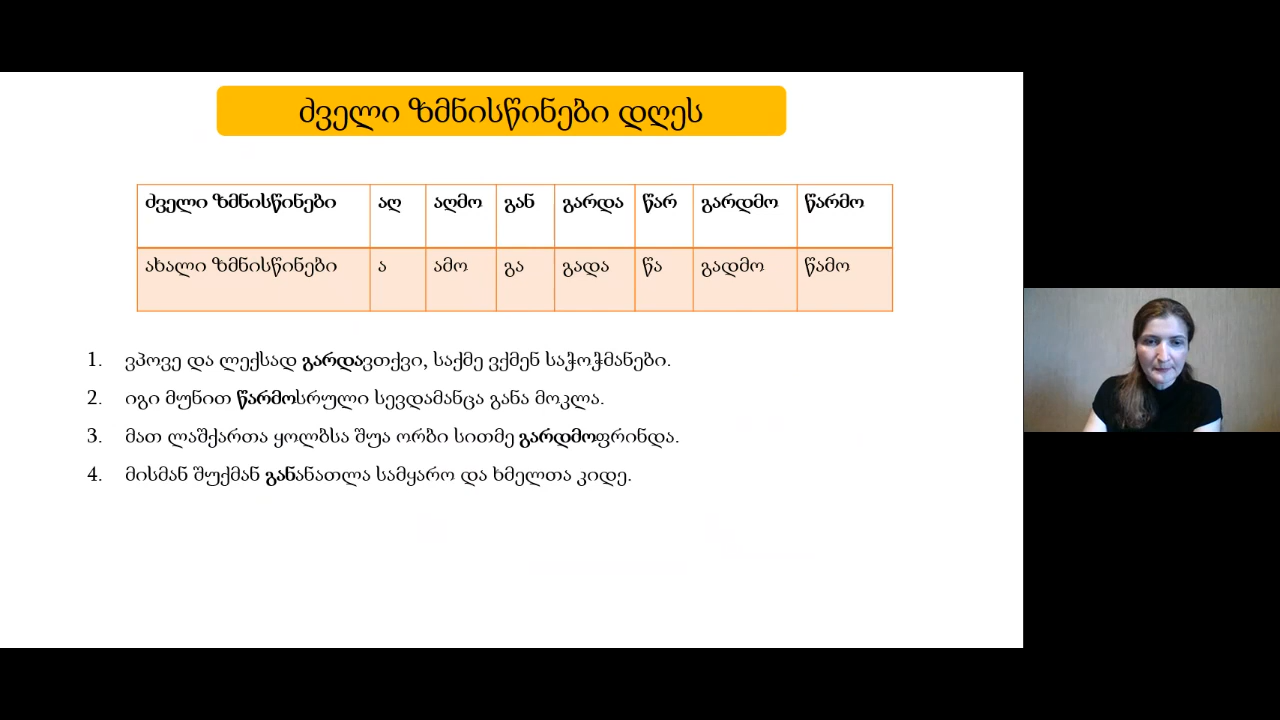 ძველი ზმნისწინები დღეს
ძველი ზმნისწინები აღ აღმო გან გარდა წარ გარდმო წარმო
ახალი ზმნისწინები ა ამო გა გადა წა გადმო წამო
1. ვპოვე და ლექსად გარდავთქვი, საქმე ვქმენ საჭოჭმანები.
2. იგი მუნით წარმოსრული სევდამანცა განა მოკლა.
3. მათ ლაშქართა ყოლბსა შუა ორბი სითმე გარდმოფრინდა.
4. მისმან შუქმან განანათლა სამყარო და ხმელთა კიდე.